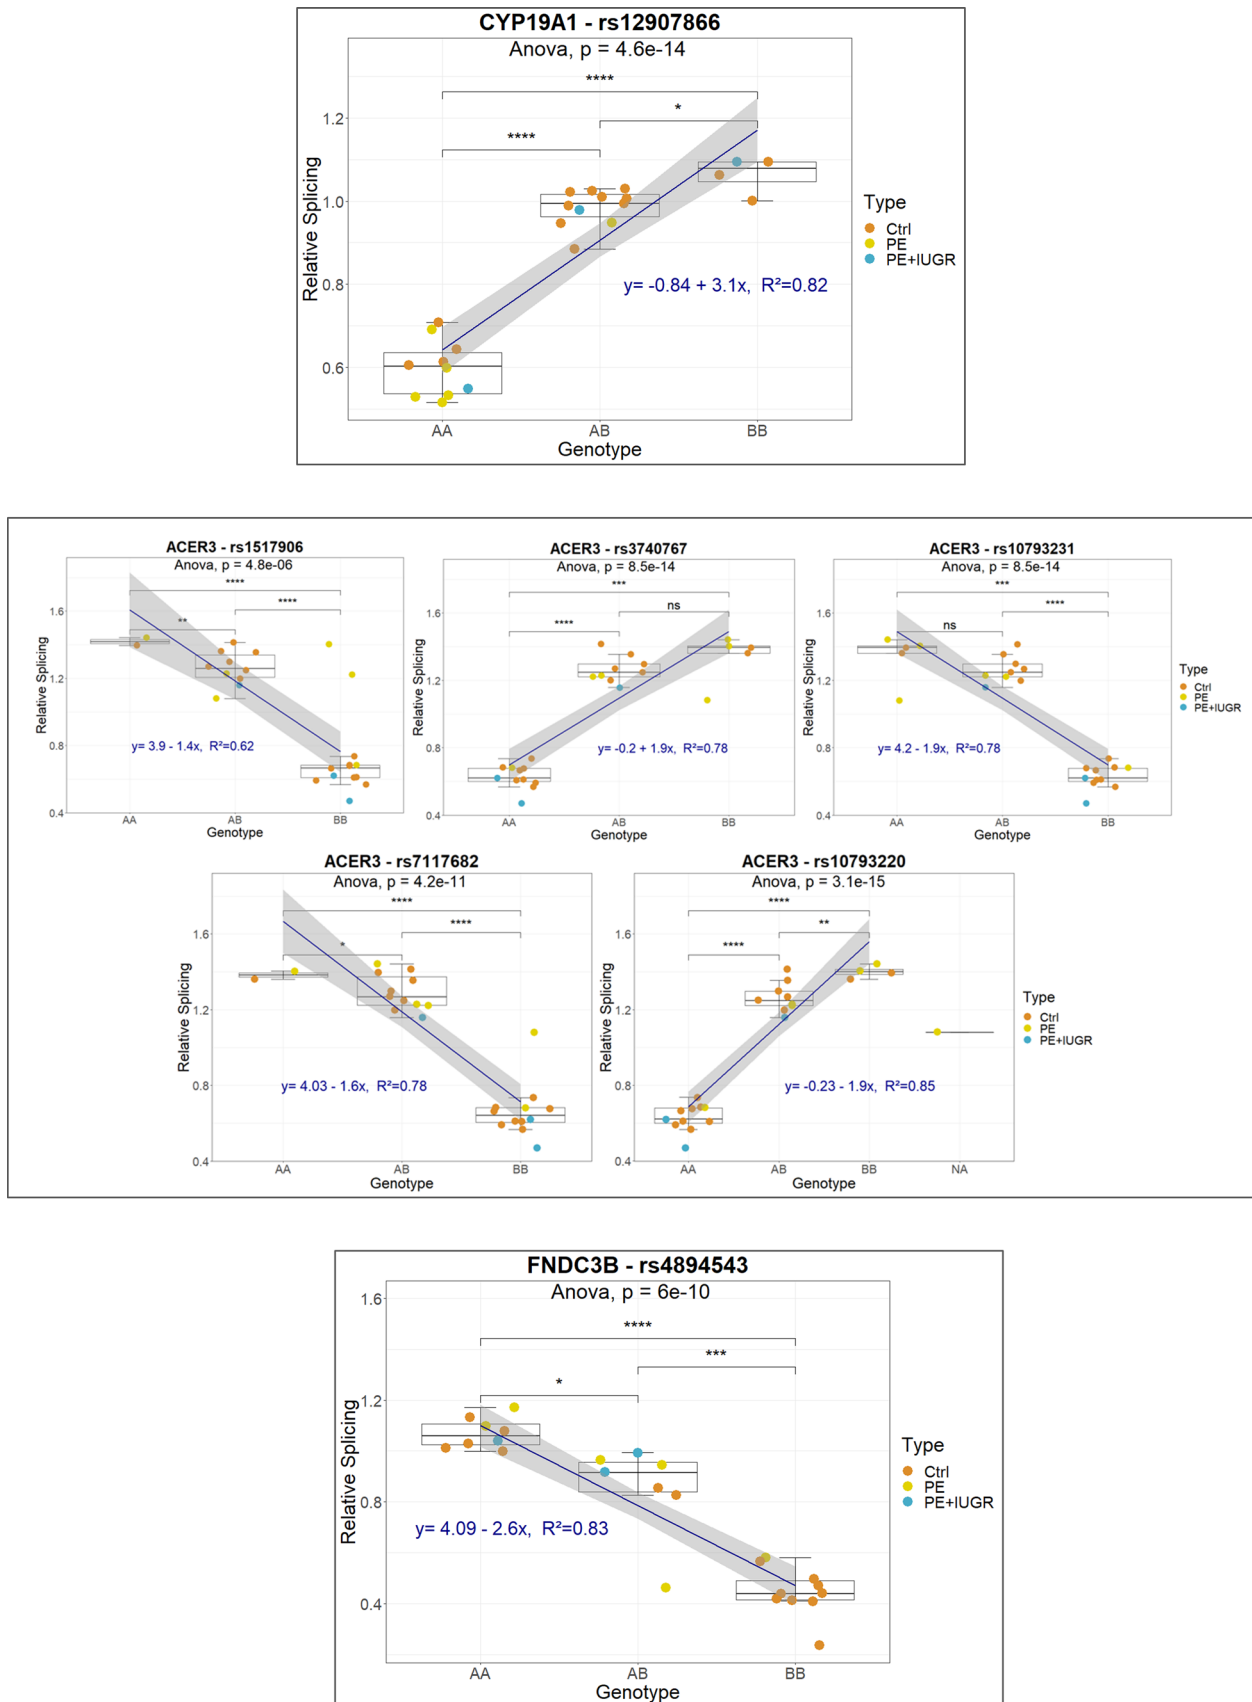 CYP19A1 - rs12907866
Anova, p = 4.6e-14
****
*
****
1.2
1.0
0.8
0.6
Relative Splicing
y= -0.84 + 3.1x, R²=0.82
AA AB BB
Genotype
Type
Ctrl
PE
PE+IUGR
ACER3 - rs1517906
Anova, p = 4.8e-06
****
****
**
1.6
1.2
0.8
0.4
Relative Splicing
y= 3.9 - 1.4x, R²=0.62
AA AB BB
Genotype
ACER3 - rs3740767
Anova, p = 8.5e-14
***
ns
****
1.6
1.2
0.8
0.4
Relative Splicing
y= -0.2 + 1.9x, R²=0.78
AA AB BB
Genotype
ACER3 - rs10793231
Anova, p = 8.5e-14
***
****
ns
1.6
1.2
0.8
0.4
Relative Splicing
y= 4.2 - 1.9x, R²=0.78
AA AB BB
Genotype
Type
Ctrl
PE
PE+IUGR
ACER3 - rs7117682
Anova, p = 4.2e-11
****
****
*
1.6
1.2
0.8
0.4
Relative Splicing
y= 4.03 - 1.6x, R²=0.78
AA AB BB
Genotype
ACER3 - rs10793220
Anova, p = 3.1e-15
****
**
****
1.6
1.2
0.8
0.4
Relative Splicing
y= -0.23 - 1.9x, R²=0.85
AA AB BB NA
Genotype
Type
Ctrl
PE
PE+IUGR
FNDC3B - rs4894543
Anova, p = 6e-10
****
***
*
1.6
1.2
0.8
0.4
Relative Splicing
y= 4.09 - 2.6x, R²=0.83
AA AB BB
Genotype
Type
Ctrl
PE
PE+IUGR